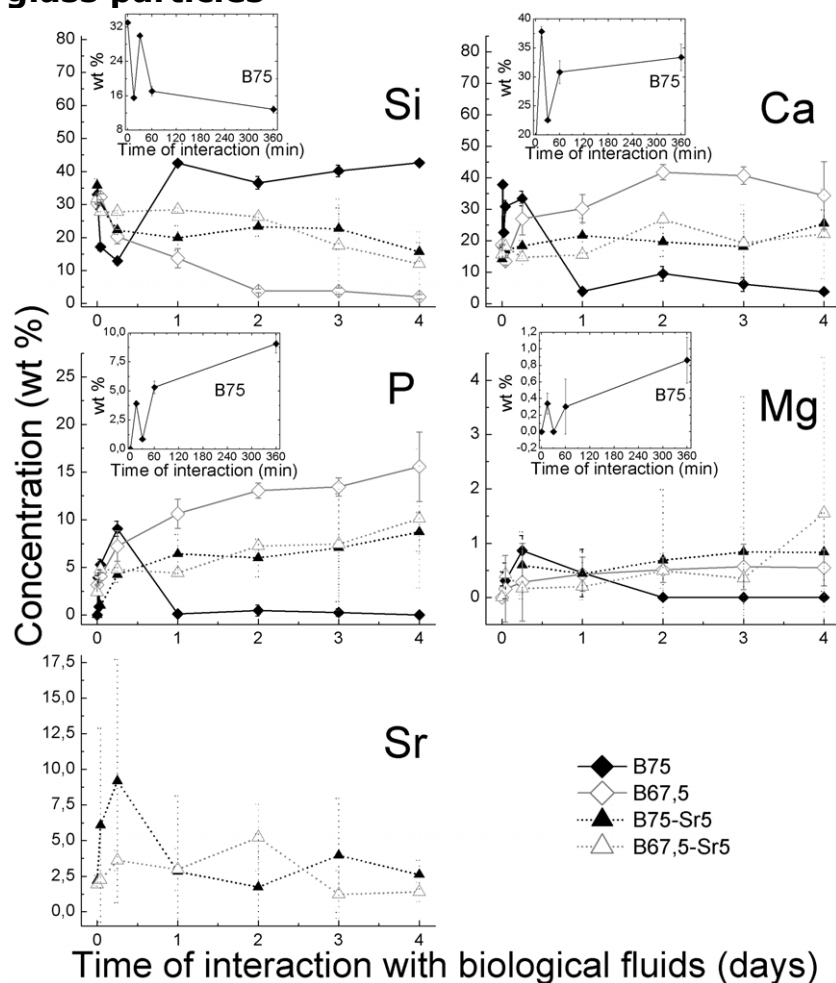 glass particles
33
28
23
18
13
8
wt %
B75
0 60 120 180 240 300 360
Time of interaction (min)
Si
80
70
60
50
40
30
20
10
0
0 1 2 3 4
40
35
30
25
20
wt %
B75
0 60 120 180 240 300 360
Time of interaction (min)
Ca
80
70
60
50
40
30
20
10
0
0 1 2 3 4
10,0
7,5
5,0
2,5
0,0
wt %
B75
0 60 120 180 240 300 360
Time of interaction (min)
P
25
20
15
10
5
0
0 1 2 3 4
1,2
1,0
0,8
0,6
0,4
0,2
0,0
-0,2
wt %
B75
0 60 120 180 240 300 360
Time of interaction (min)
Mg
4
3
2
1
0
0 1 2 3 4
Concentration (wt %)
Sr
17,5
15,0
12,5
10,0
7,5
5,0
2,5
0,0
0 1 2 3 4
B75
B67,5
B75-Sr5
B67,5-Sr5
Time of interaction with biological fluids (days)